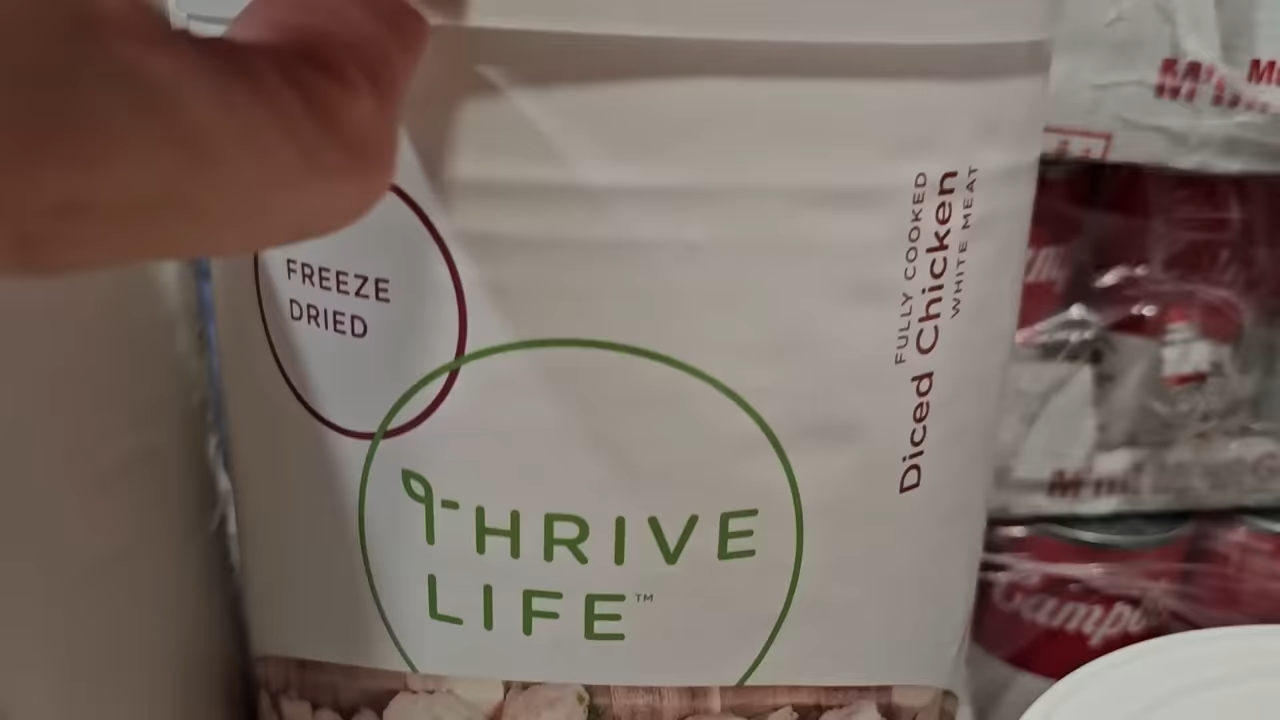 FREEZE
DRIED
THRIVE
LIFE™
FULLY COOKED
Diced Chicken
WHITE MEAT